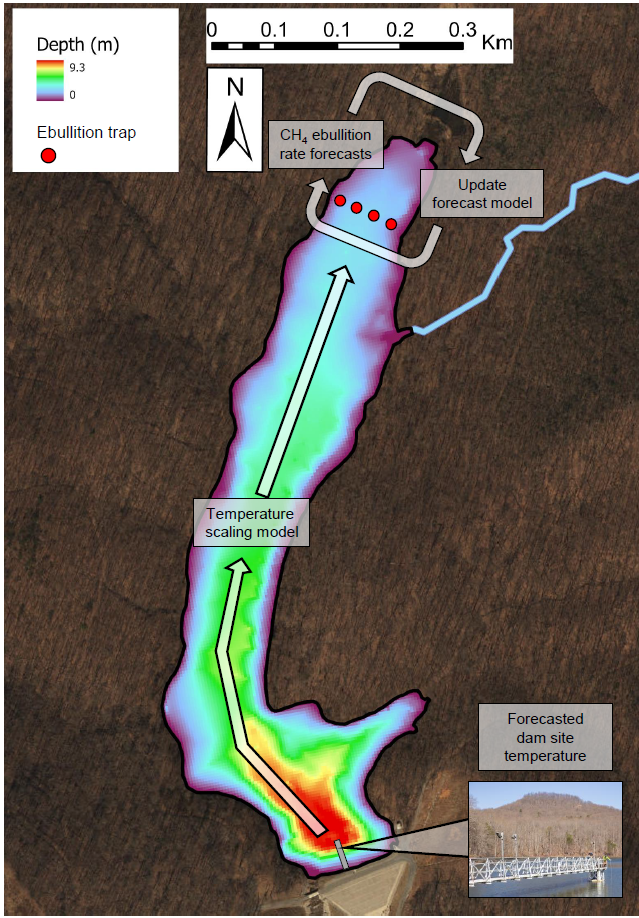 0 0.1 0.1 0.2 0.3 Km
Depth (m)
9.3
0
Ebullition trap
N
CH₄ ebullition
rate forecasts
Update
forecast model
Temperature
scaling model
Forecasted
dam site
temperature